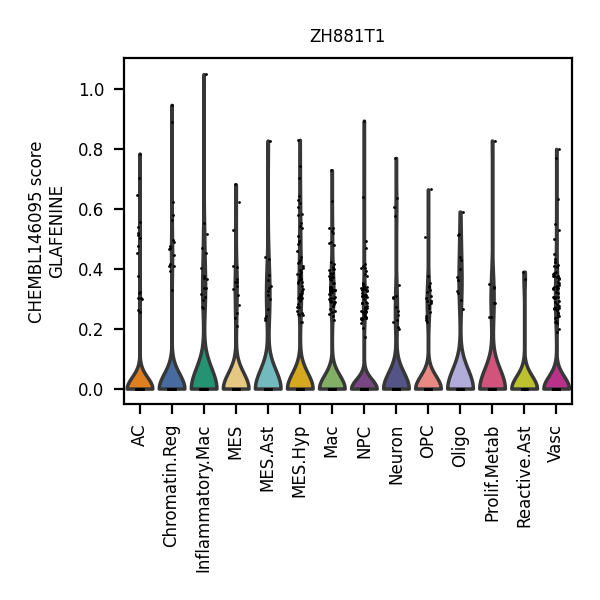 ZH881T1
CHEMBL146095 score
GLAFENINE
1.0
0.8
0.6
0.4
0.2
0.0
AC
Chromatin.Reg
Inflammatory.Mac
MES
MES.Ast
MES.Hyp
Mac
NPC
Neuron
OPC
Oligo
Prolif.Metab
Reactive.Ast
Vasc